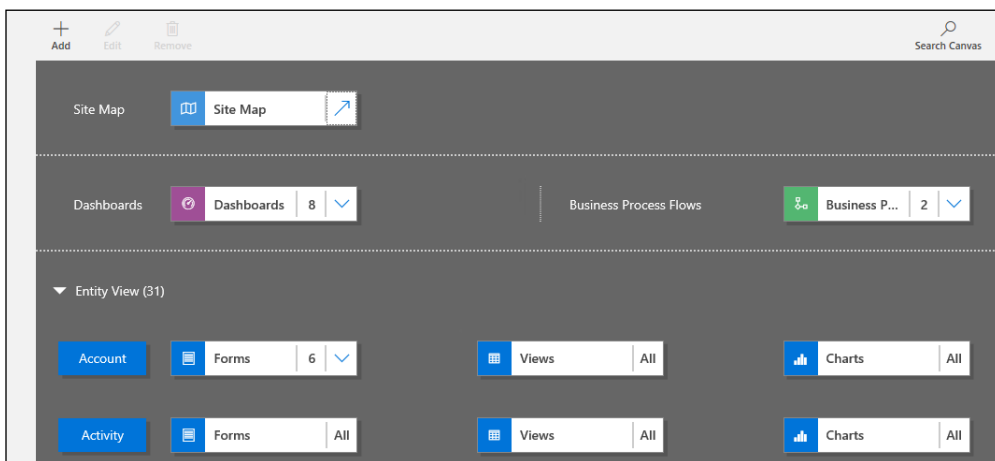 Add Edit Remove Search Canvas
Site Map Site Map
Dashboards Dashboards 8 Business Process Flows Business P... 2
Entity View (31)
Account Forms 6 Views All Charts All
Activity Forms All Views All Charts All